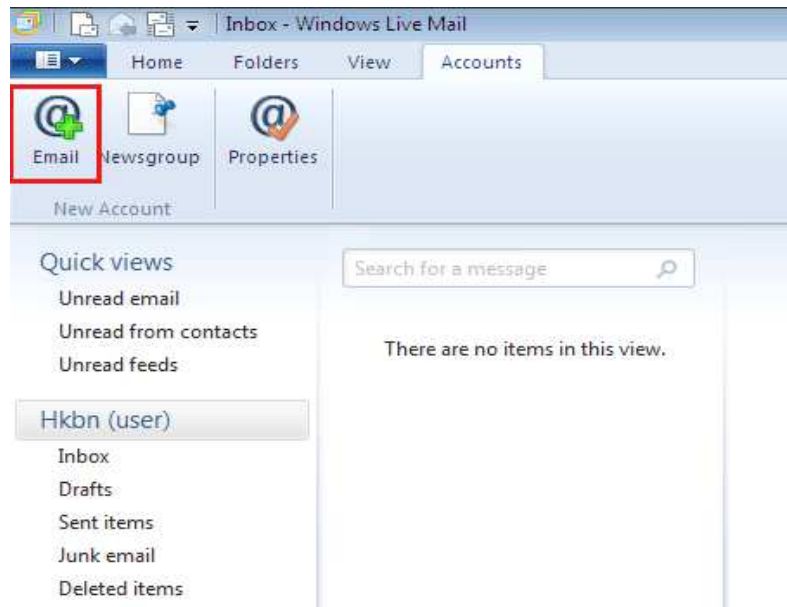 Inbox - Windows Live Mail
Home Folders View Accounts
Email Newsgroup Properties
New Account
Quick views
Unread email
Unread from contacts
Unread feeds
Hkbn (user)
Inbox
Drafts
Sent items
Junk email
Deleted items
Search for a message
There are no items in this view.